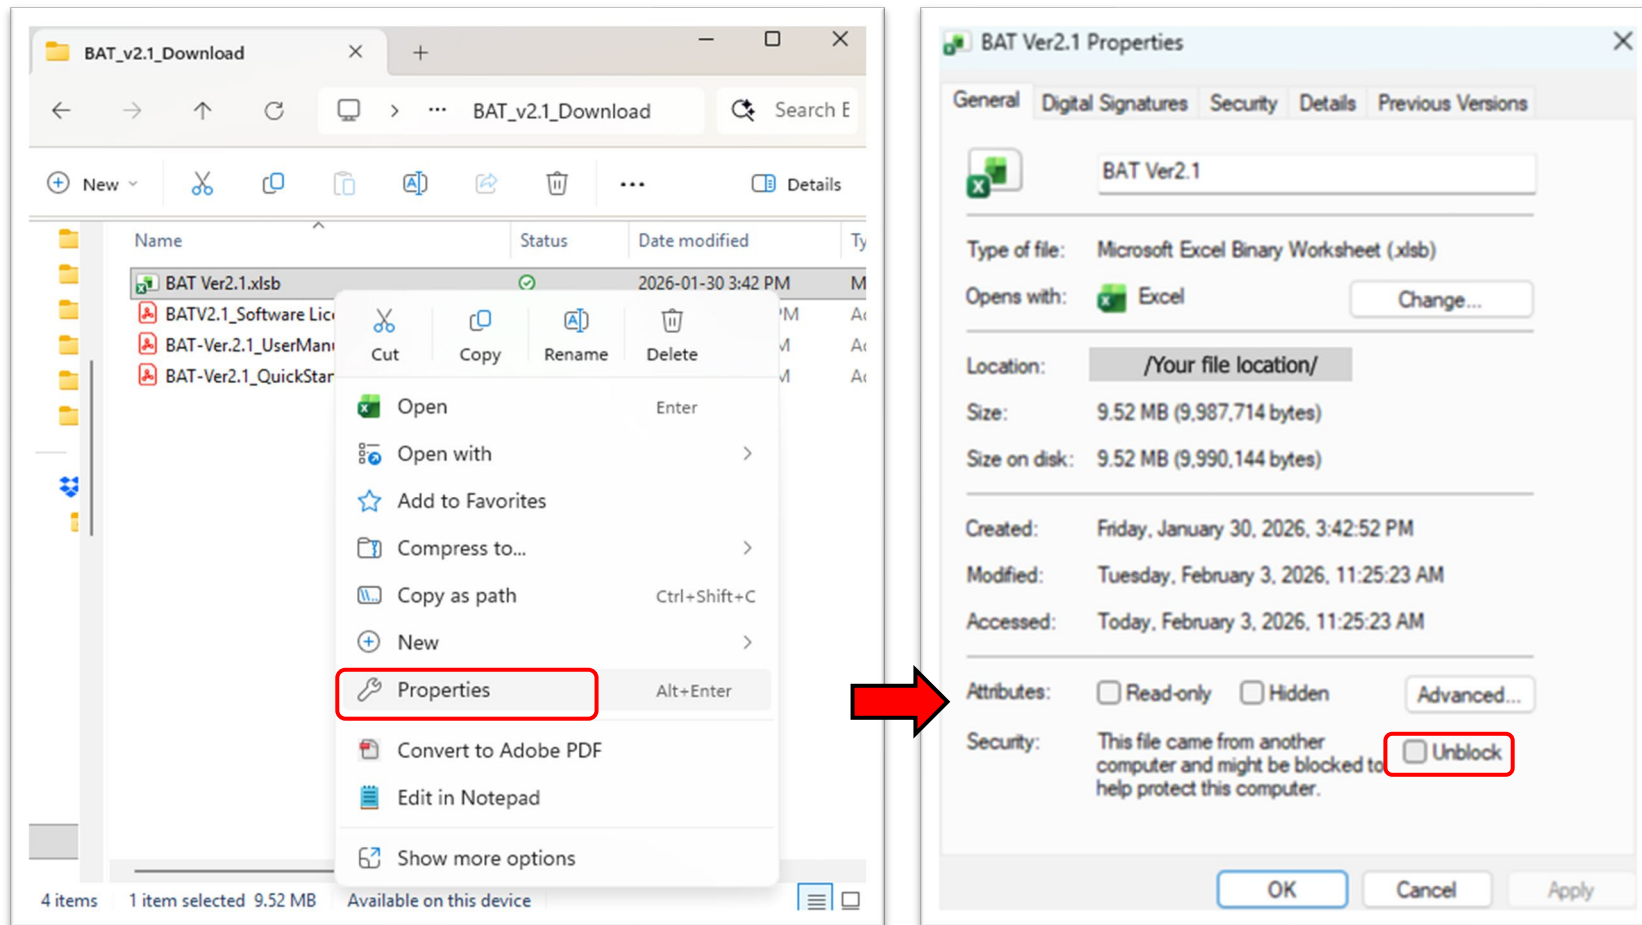 BAT_v2.1_Download
BAT_v2.1_Download
Search
New
Details
Name
Status
Date modified
BAT Ver2.1.xlsb
2026-01-30 3:42 PM
BATV2.1_Software Lic
BAT-Ver.2.1_UserManu
BAT-Ver2.1_QuickStar
Cut
Copy
Rename
Delete
Open
Enter
Open with
Add to Favorites
Compress to...
Copy as path
Ctrl+Shift+C
New
Properties
Alt+Enter
Convert to Adobe PDF
Edit in Notepad
Show more options
4 items
1 item selected 9.52 MB
Available on this device
BAT Ver2.1 Properties
General
Digital Signatures
Security
Details
Previous Versions
BAT Ver2.1
Type of file:
Microsoft Excel Binary Worksheet (.xlsb)
Opens with:
Excel
Change...
Location:
/Your file location/
Size:
9.52 MB (9,987,714 bytes)
Size on disk:
9.52 MB (9,990,144 bytes)
Created:
Friday, January 30, 2026, 3:42:52 PM
Modified:
Tuesday, February 3, 2026, 11:25:23 AM
Accessed:
Today, February 3, 2026, 11:25:23 AM
Attributes:
Read-only
Hidden
Advanced...
Security:
This file came from another
computer and might be blocked to
help protect this computer.
Unblock
OK
Cancel
Apply